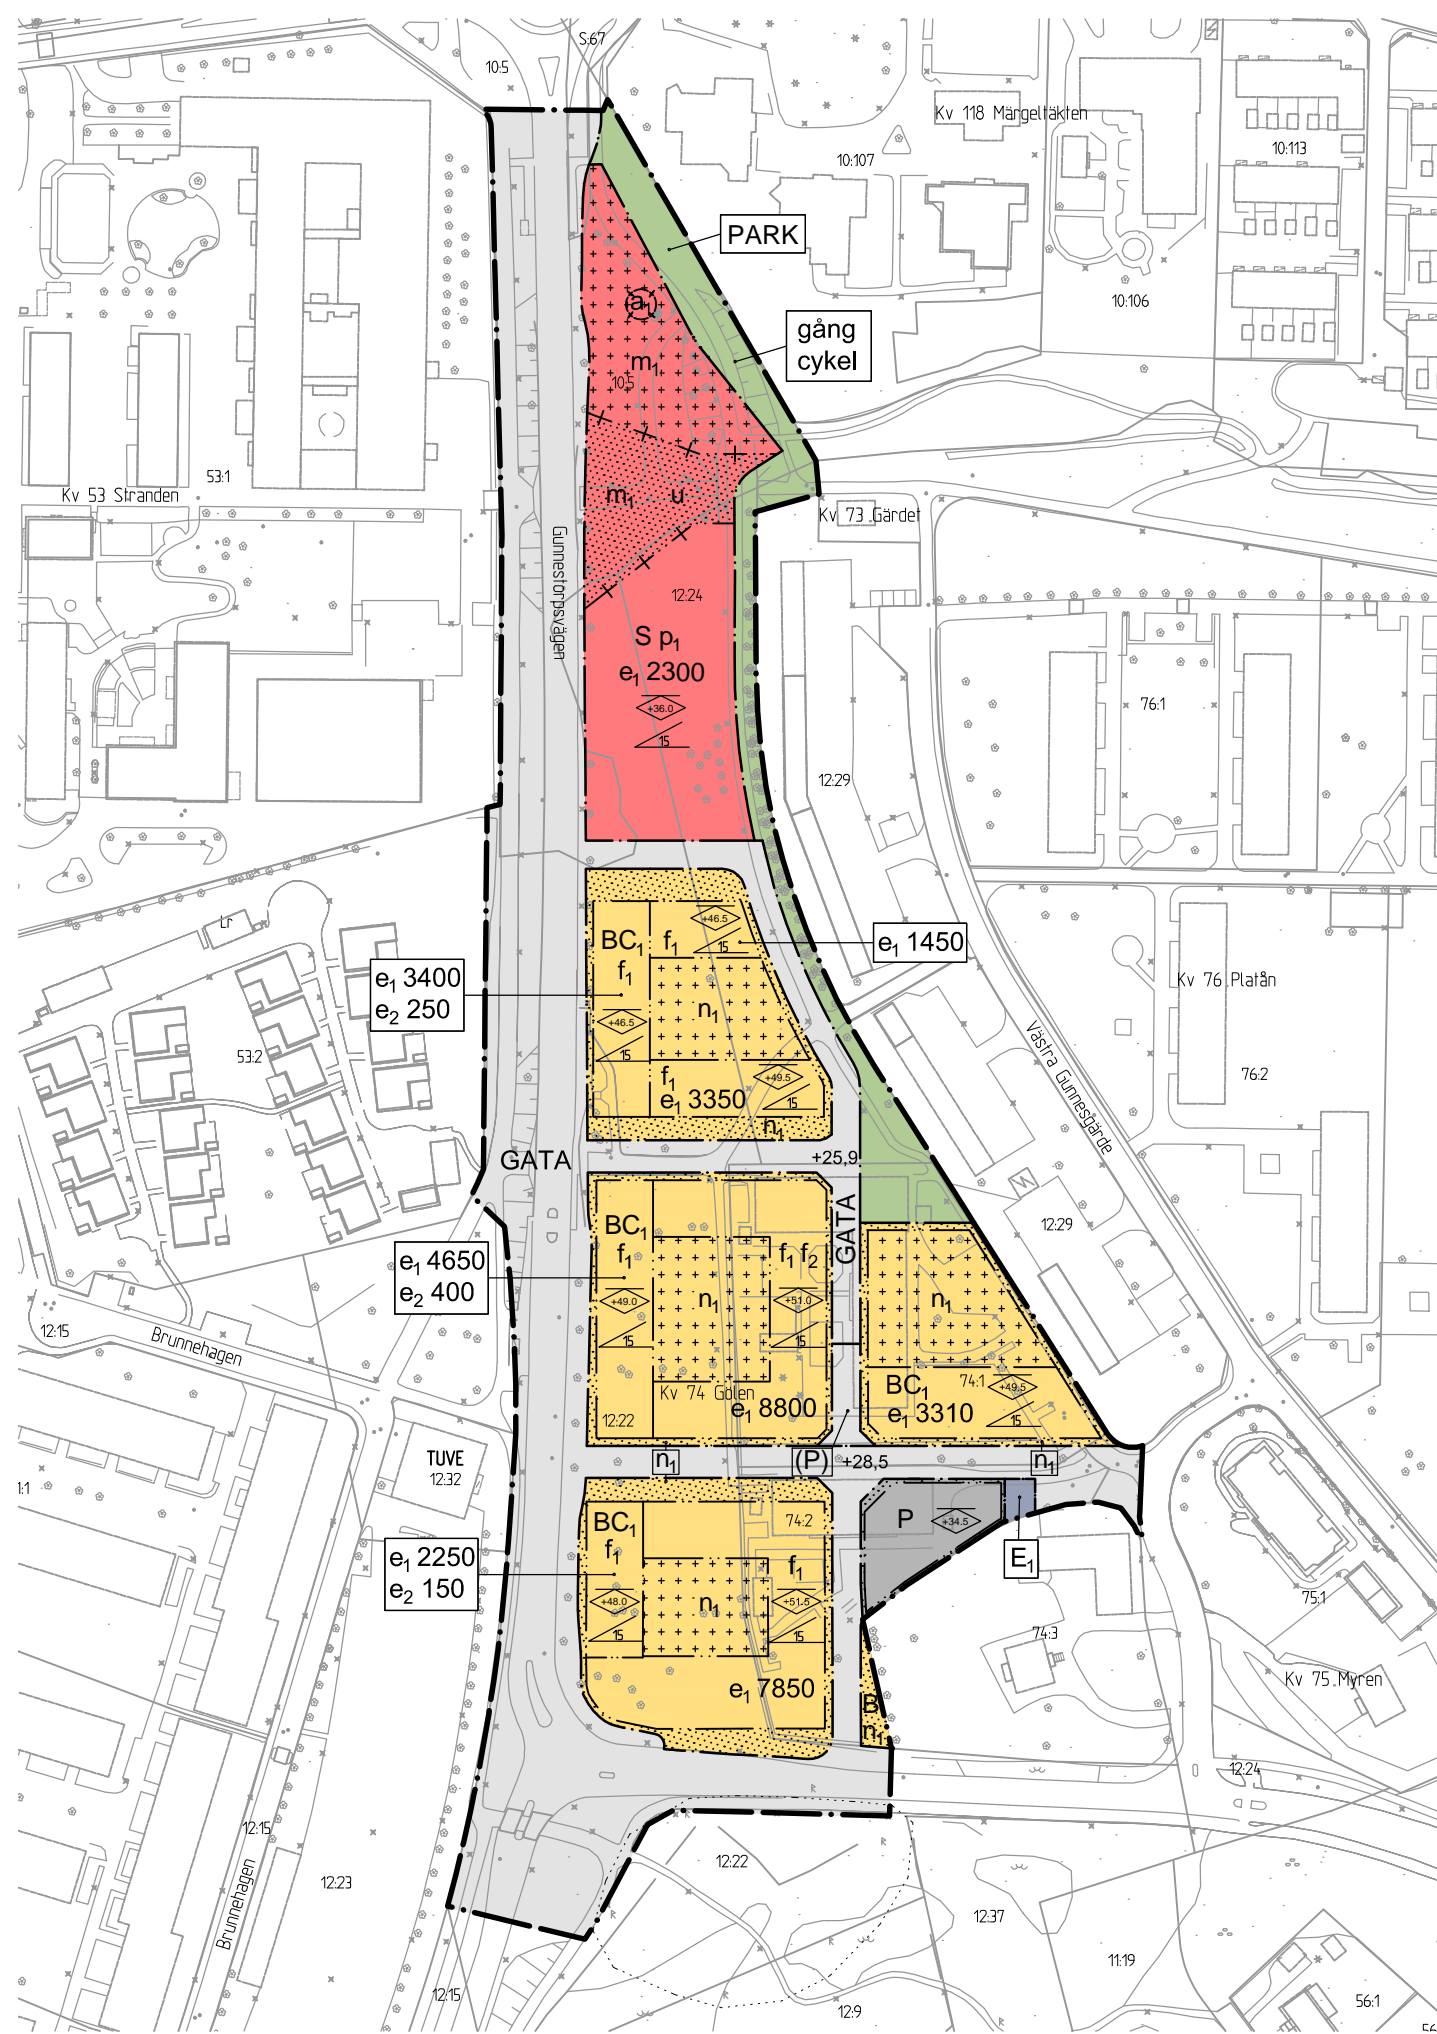 S:67
10:5
Kv 118 Märgeltäkten
10:107
10:113
PARK
10:106
a₁
gång
cykel
m₁
10:5
53:1
Kv 53 Stranden
m₁ u
Kv 73 Gärdet
Gunnestorpsvägen
12:24
S p₁
e₁ 2300
+36.0
15
76:1
12:29
Lr
+46.5
15
BC₁ f₁
f₁
e₁ 1450
e₁ 3400
e₂ 250
n₁
Kv 76 Platån
+46.5
15
53:2
Västra Gunnesgärde
76:2
f₁
+49.5
e₁ 3350
15
n₁
GATA
+25,9
GATA
12:29
BC₁
f₁
f₁ f₂
e₁ 4650
e₂ 400
+49.0
15
n₁
+51.0
15
n₁
12:15
Brunnehagen
Kv 74 Gölen
BC₁
74:1
+49.5
e₁ 8800
12:22
e₁ 3310
15
TUVE
12:32
n₁
(P)
+28,5
n₁
1:1
BC₁
f₁
74:2
P
+34.5
E₁
e₁ 2250
e₂ 150
f₁
+48.0
15
n₁
+51.5
15
75:1
74:3
Kv 75 Myren
e₁ 7850
B
n₁
12:24
12:15
12:22
Brunnehagen
12:23
12:37
11:19
12:15
12:9
56:1
56